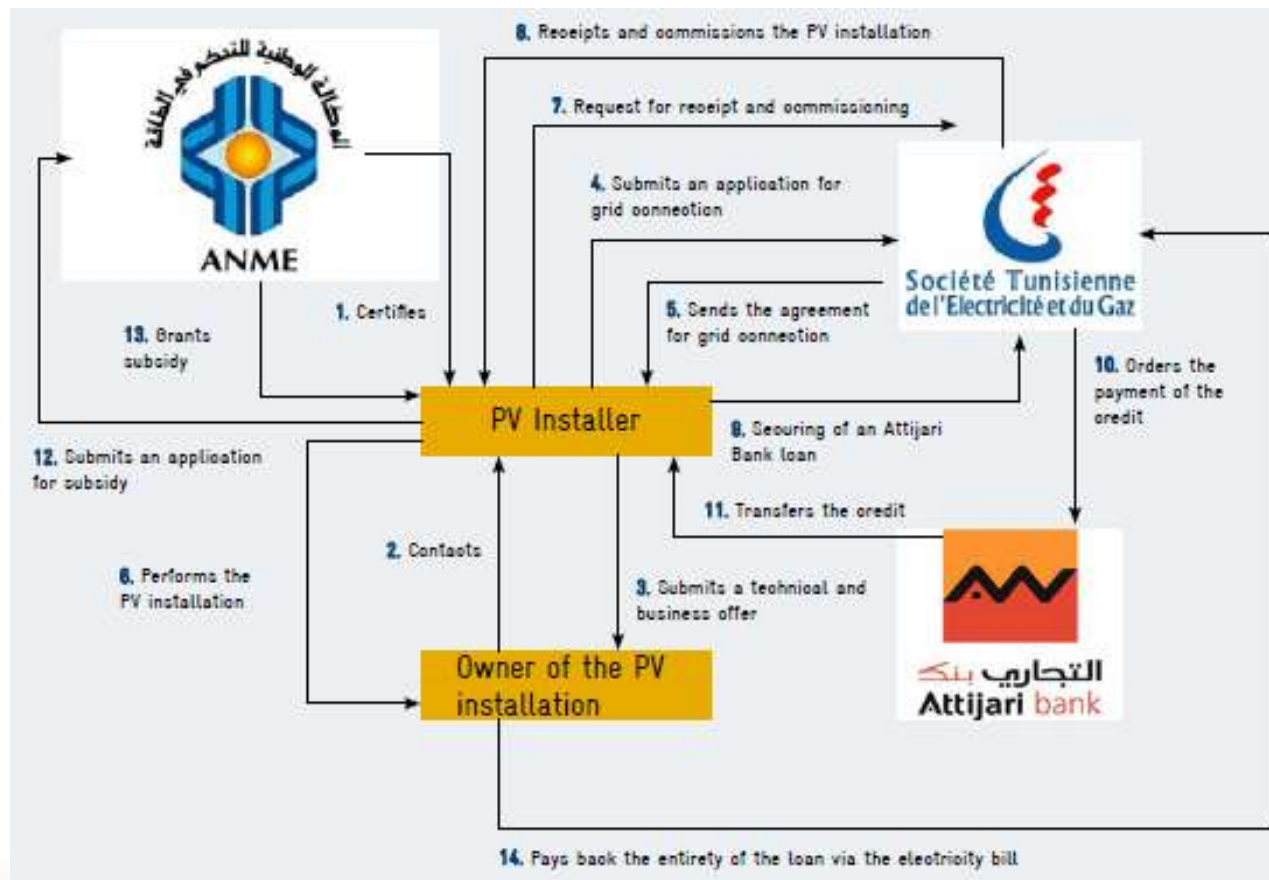 8. Receipts and commissions the PV installation
الوكالة الوطنية للتحكم في الطاقة
ANME
7. Request for receipt and commissioning
4. Submits an application for
grid connection
Société Tunisienne
de l'Electricité et du Gaz
1. Certifies
5. Sends the agreement
for grid connection
13. Grants
subsidy
10. Orders the
payment of the
credit
PV Installer
9. Securing of an Attijari
Bank loan
12. Submits an application
for subsidy
11. Transfers the credit
2. Contacts
6. Performs the
PV installation
3. Submits a technical and
business offer
Owner of the PV
installation
التجاري بنك
Attijari bank
14. Pays back the entirety of the loan via the electricity bill